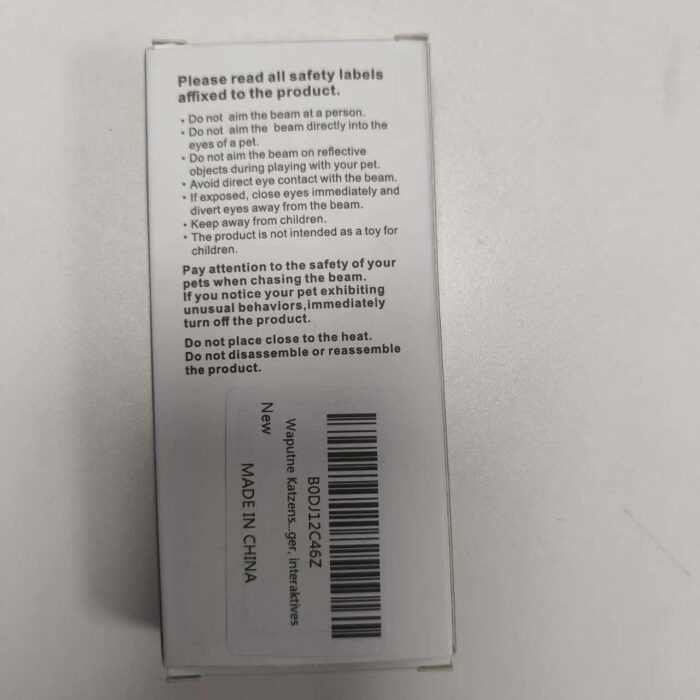 Please read all safety labels
affixed to the product.
• Do not aim the beam at a person.
• Do not aim the beam directly into the
eyes of a pet.
• Do not aim the beam on reflective
objects during playing with your pet.
• Avoid direct eye contact with the beam.
• If exposed, close eyes immediately and
divert eyes away from the beam.
• Keep away from children.
• The product is not intended as a toy for
children.
Pay attention to the safety of your
pets when chasing the beam.
If you notice your pet exhibiting
unusual behaviors,immediately
turn off the product.
Do not place close to the heat.
Do not disassemble or reassemble
the product.
B0DJ12C46Z
Waputne Katzens...ger, interaktives
New
MADE IN CHINA